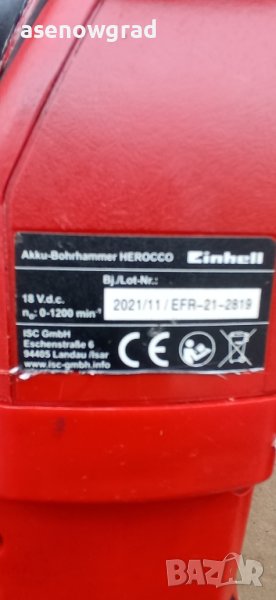 asenowgrad
Akku-Bohrhammer HEROCCO Einhell
Bj./Lot-Nr.:
18 V.d.c. 2021/11/EFR-21-2819
n₀: 0-1200 min⁻¹
ISC GmbH
Eschenstraße 6
94405 Landau/Isar
www.isc-gmbh.info
CE
BAZAR